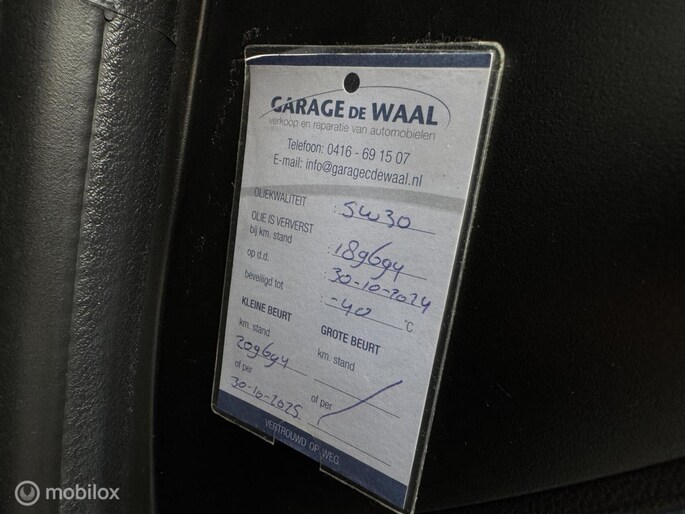 GARAGE DE WAAL
verkoop en reparatie van automobielen
Telefoon: 0416 - 69 15 07
E-mail: info@garagecdewaal.nl
OLIEKWALITEIT : 5W30
OLIE IS VERVERST
bij km. stand : 189694
op d.d. : 30-10-2024
beveiligd tot : -40 °C
KLEINE BEURT
km. stand
209694
of per
30-10-2025
GROTE BEURT
km. stand
of per
VERTROUWD OP WEG
mobilox